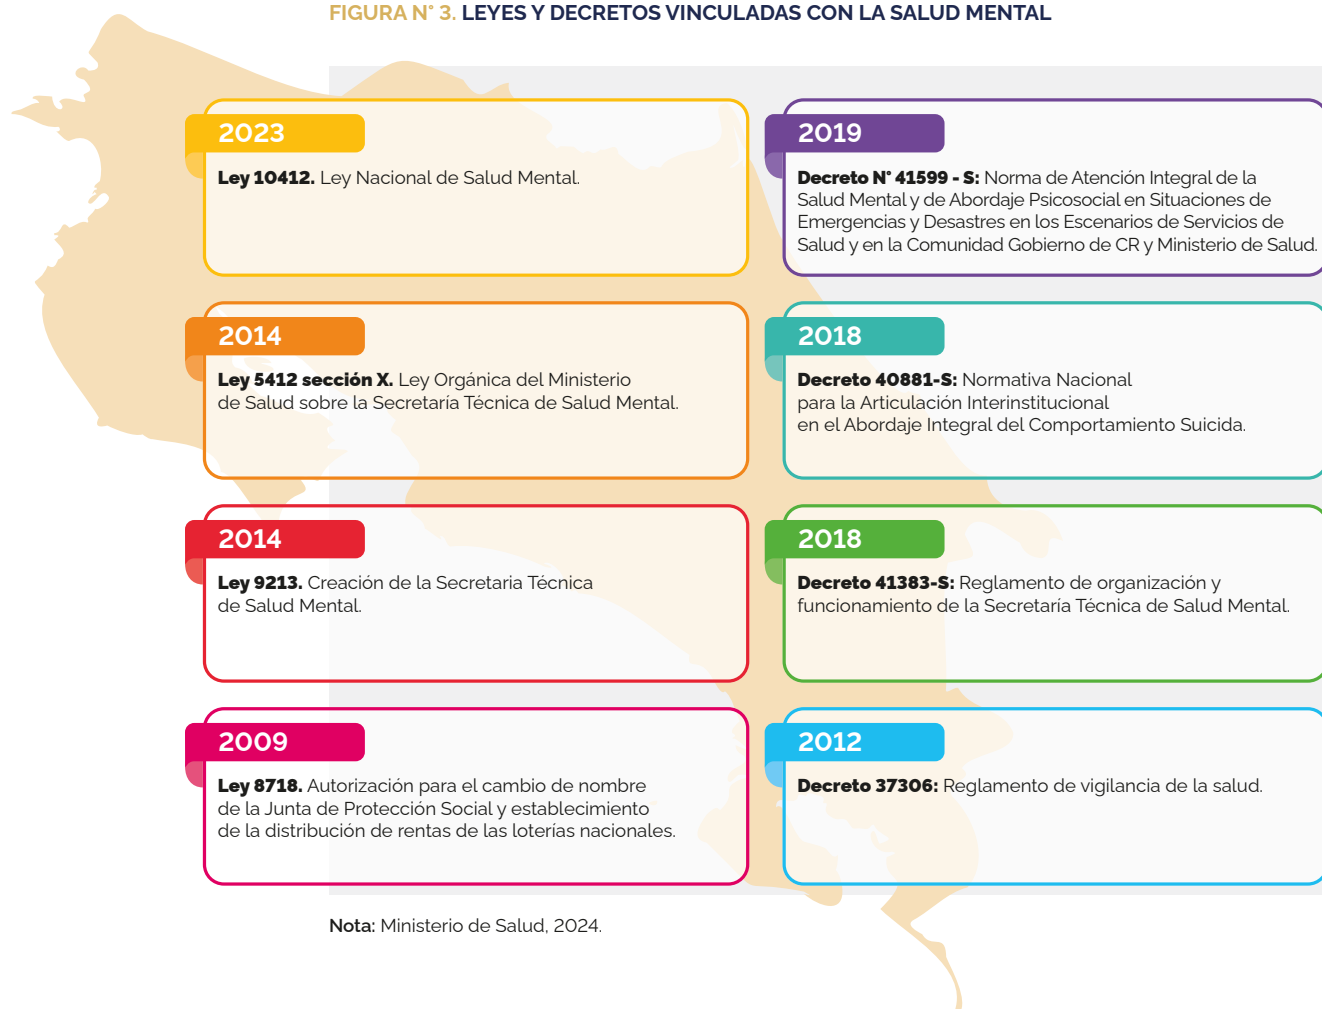 FIGURA N° 3. LEYES Y DECRETOS VINCULADAS CON LA SALUD MENTAL
2023
Ley 10412. Ley Nacional de Salud Mental.
2014
Ley 5412 sección X. Ley Orgánica del Ministerio
de Salud sobre la Secretaría Técnica de Salud Mental.
2014
Ley 9213. Creación de la Secretaria Técnica
de Salud Mental.
2009
Ley 8718. Autorización para el cambio de nombre
de la Junta de Protección Social y establecimiento
de la distribución de rentas de las loterías nacionales.
2019
Decreto N° 41599 - S: Norma de Atención Integral de la
Salud Mental y de Abordaje Psicosocial en Situaciones de
Emergencias y Desastres en los Escenarios de Servicios de
Salud y en la Comunidad Gobierno de CR y Ministerio de Salud.
2018
Decreto 40881-S: Normativa Nacional
para la Articulación Interinstitucional
en el Abordaje Integral del Comportamiento Suicida.
2018
Decreto 41383-S: Reglamento de organización y
funcionamiento de la Secretaría Técnica de Salud Mental.
2012
Decreto 37306: Reglamento de vigilancia de la salud.
Nota: Ministerio de Salud, 2024.